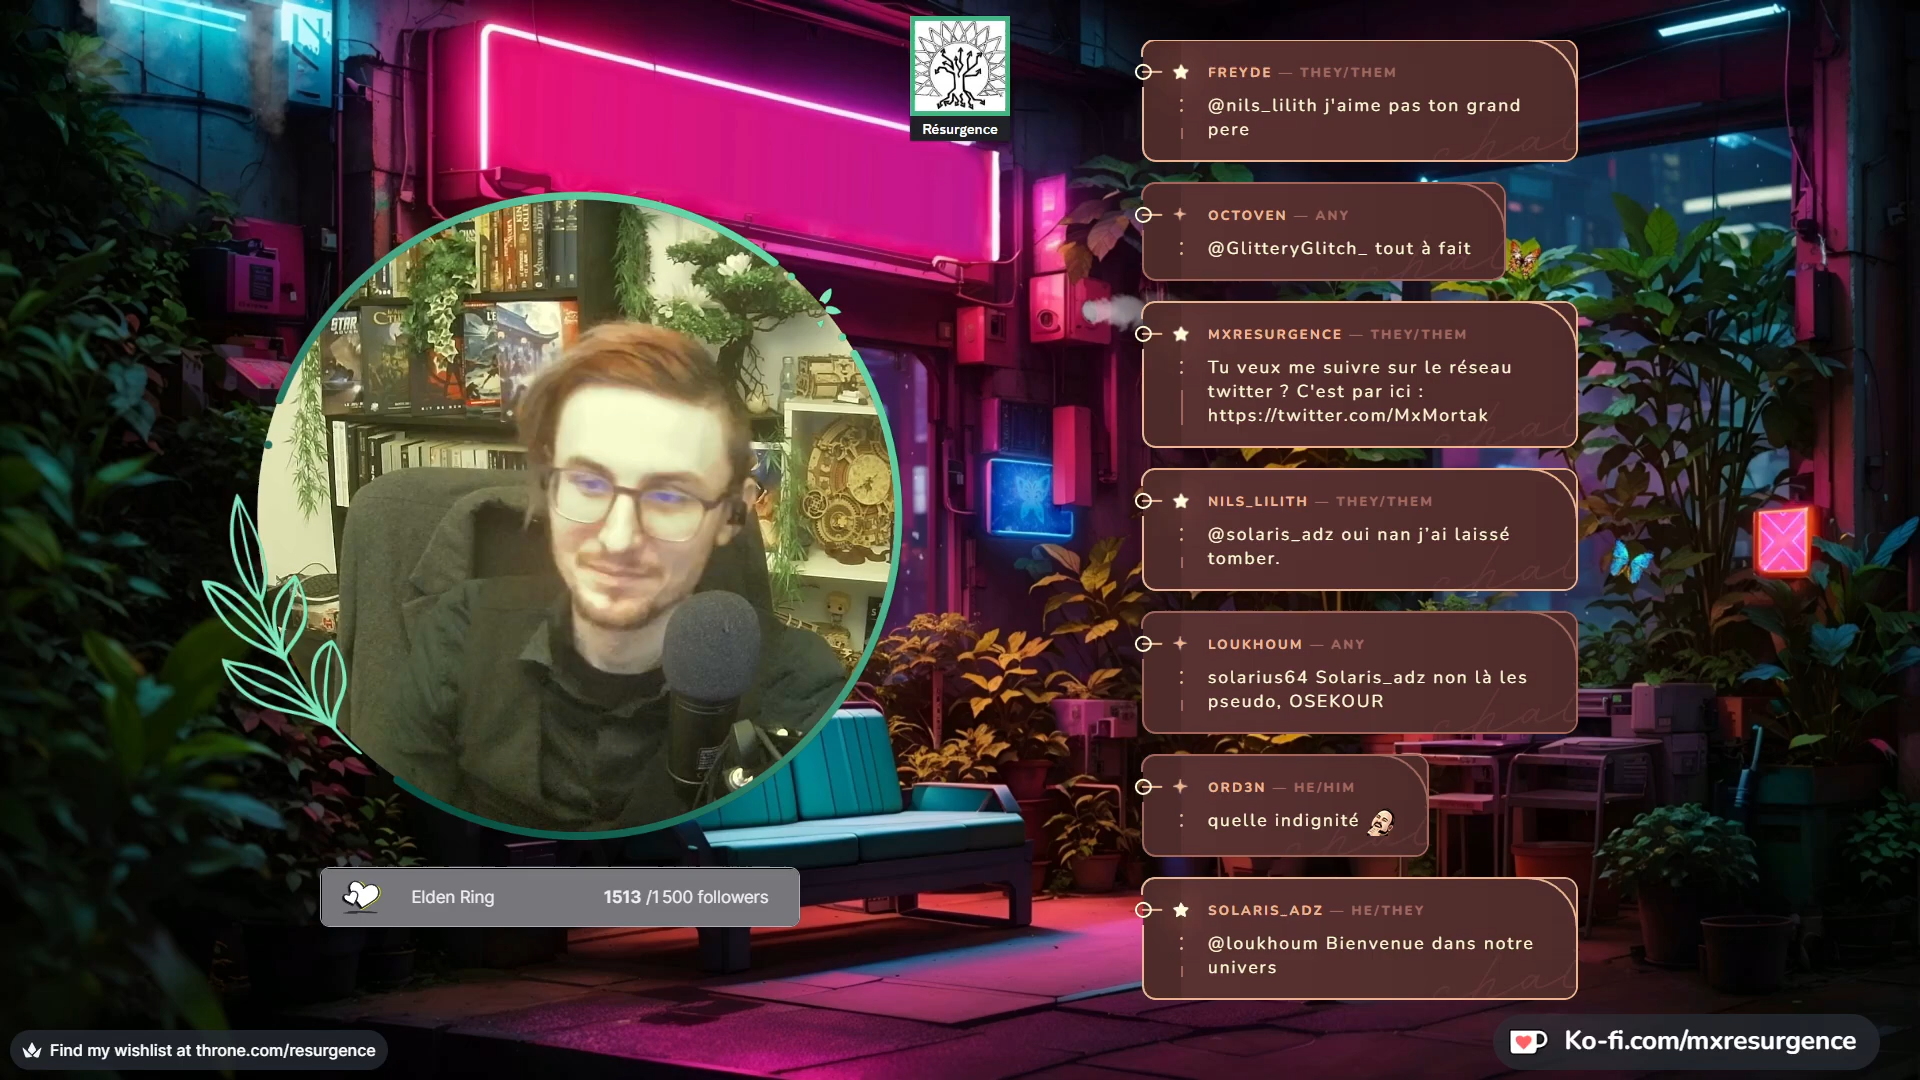 Résurgence
FREYDE — THEY/THEM
@nils_lilith j'aime pas ton grand
pere
OCTOVEN — ANY
@GlitteryGlitch_ tout à fait
MXRESURGENCE — THEY/THEM
Tu veux me suivre sur le réseau
twitter ? C'est par ici :
https://twitter.com/MxMortak
NILS_LILITH — THEY/THEM
@solaris_adz oui nan j’ai laissé
tomber.
LOUKHOUM — ANY
solarius64 Solaris_adz non là les
pseudo, OSEKOUR
ORD3N — HE/HIM
quelle indignité
SOLARIS_ADZ — HE/THEY
@loukhoum Bienvenue dans notre
univers
STAR
Elden Ring 1513 /1 500 followers
Find my wishlist at throne.com/resurgence
Ko-fi.com/mxresurgence